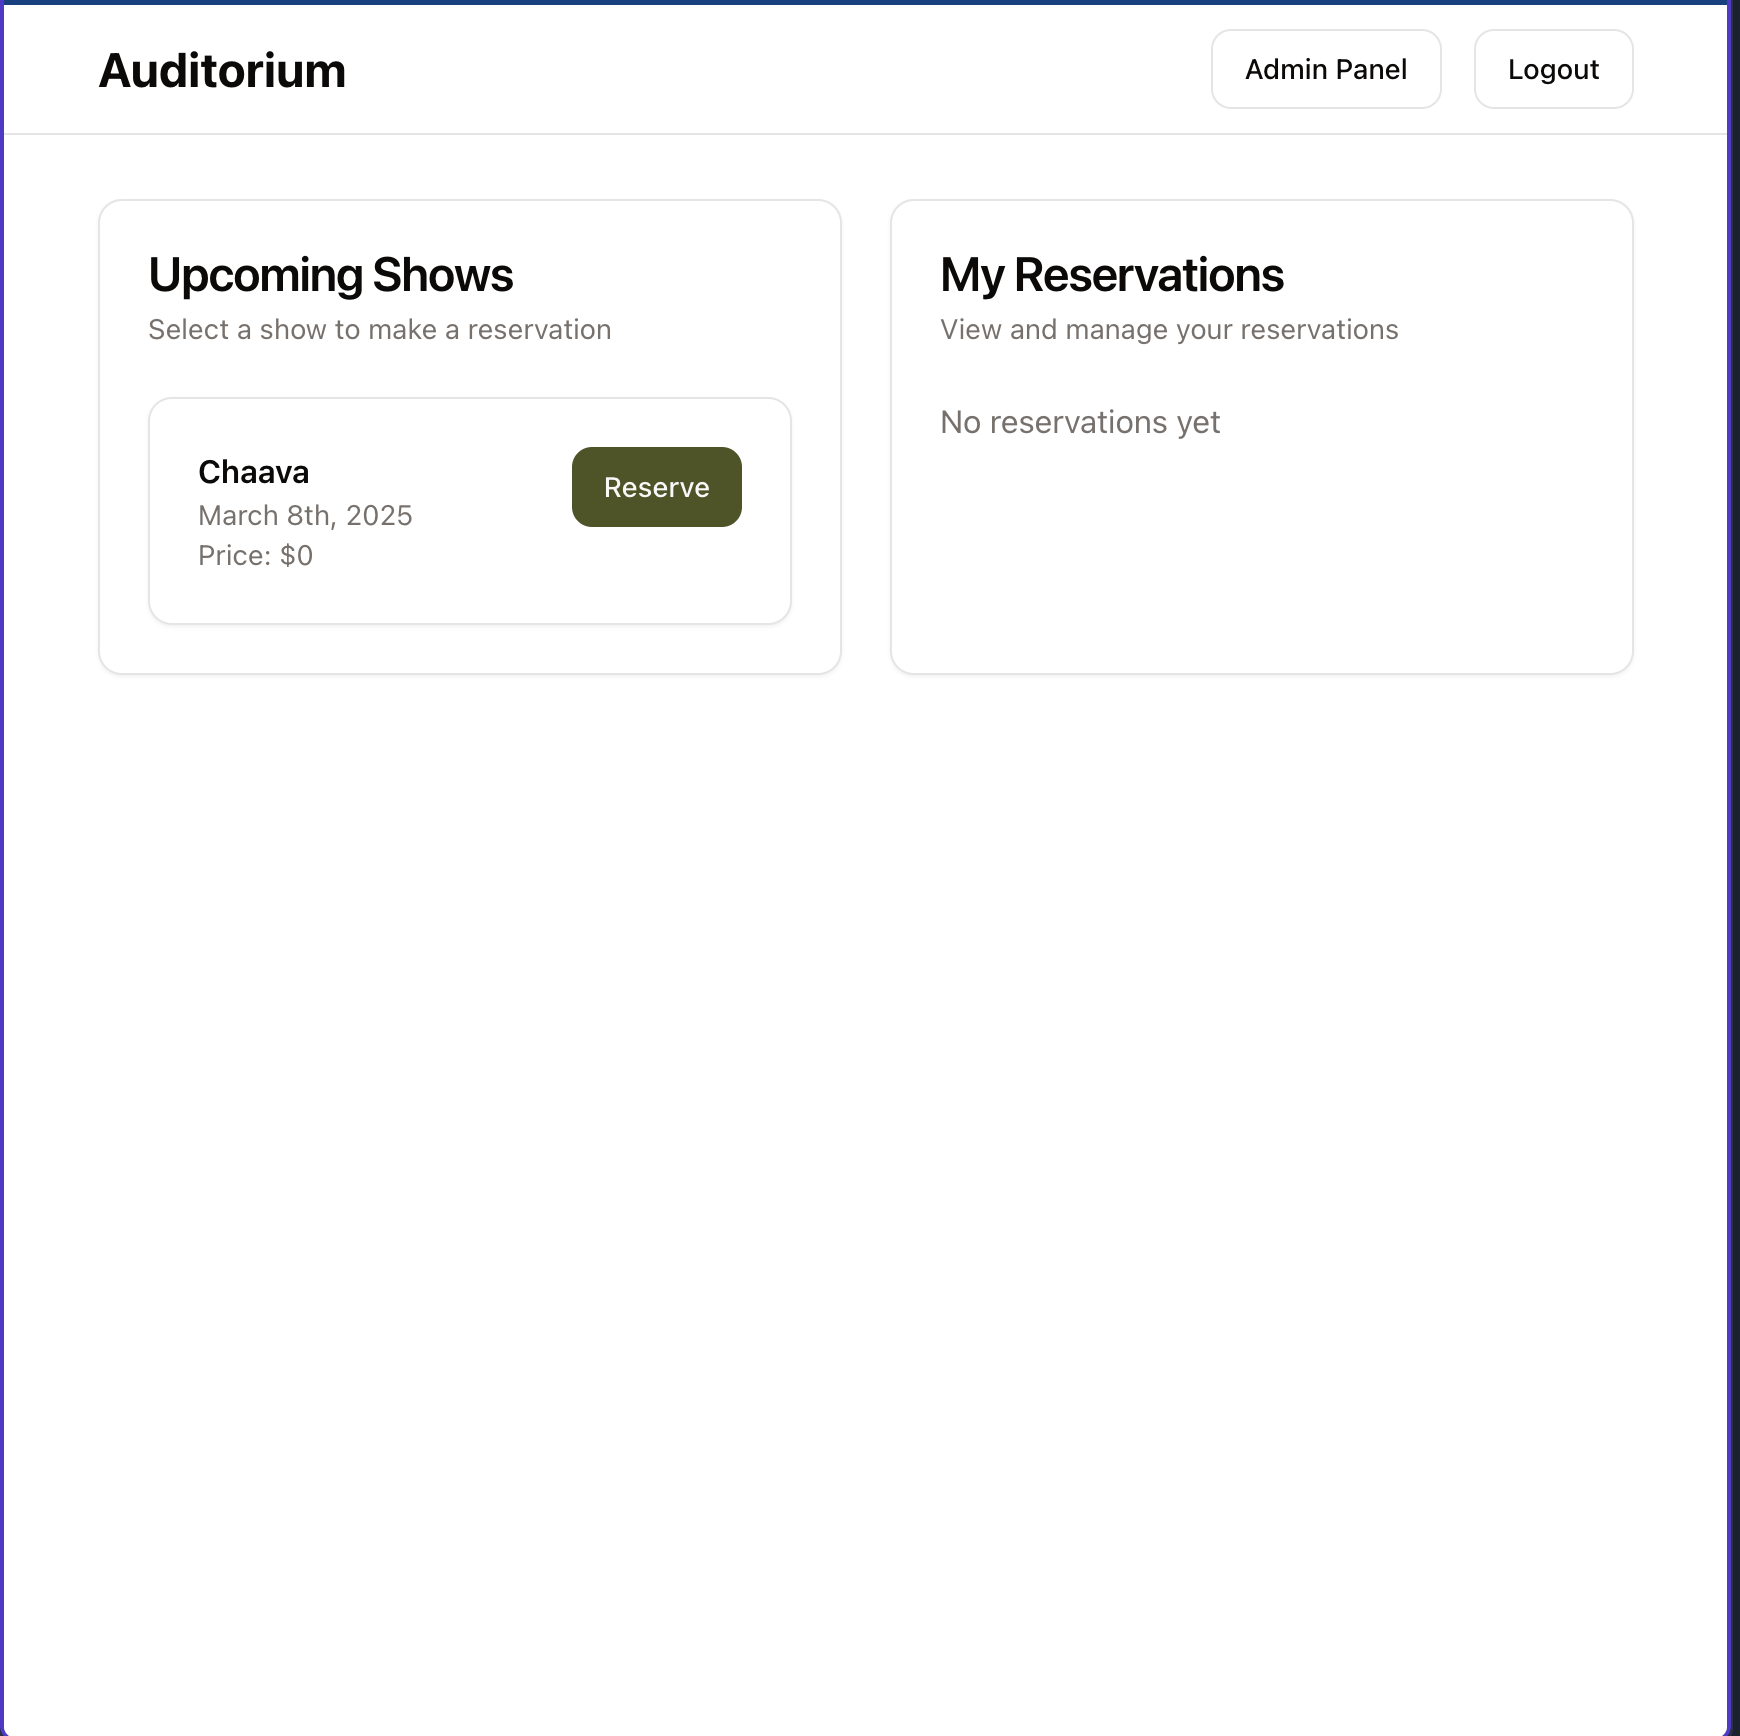 Auditorium
Admin Panel
Logout
Upcoming Shows
Select a show to make a reservation
Chaava
March 8th, 2025
Price: $0
Reserve
My Reservations
View and manage your reservations
No reservations yet